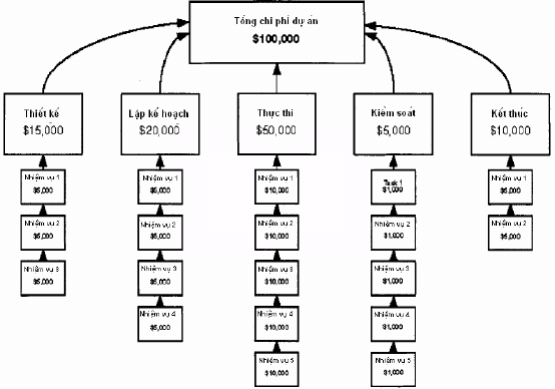 Tổng chi phí dự án
$100,000
Thiết kế
$15,000
Lập kế hoạch
$20,000
Thực thi
$50,000
Kiểm soát
$5,000
Kết thúc
$10,000
Nhiệm vụ 1
$5,000
Nhiệm vụ 1
$5,000
Nhiệm vụ 1
$10,000
Task 1
$1,000
Nhiệm vụ 1
$5,000
Nhiệm vụ 2
$5,000
Nhiệm vụ 2
$5,000
Nhiệm vụ 2
$10,000
Nhiệm vụ 2
$1,000
Nhiệm vụ 2
$5,000
Nhiệm vụ 3
$5,000
Nhiệm vụ 3
$5,000
Nhiệm vụ 3
$10,000
Nhiệm vụ 3
$1,000
Nhiệm vụ 4
$5,000
Nhiệm vụ 4
$10,000
Nhiệm vụ 4
$1,000
Nhiệm vụ 5
$10,000
Nhiệm vụ 5
$1,000